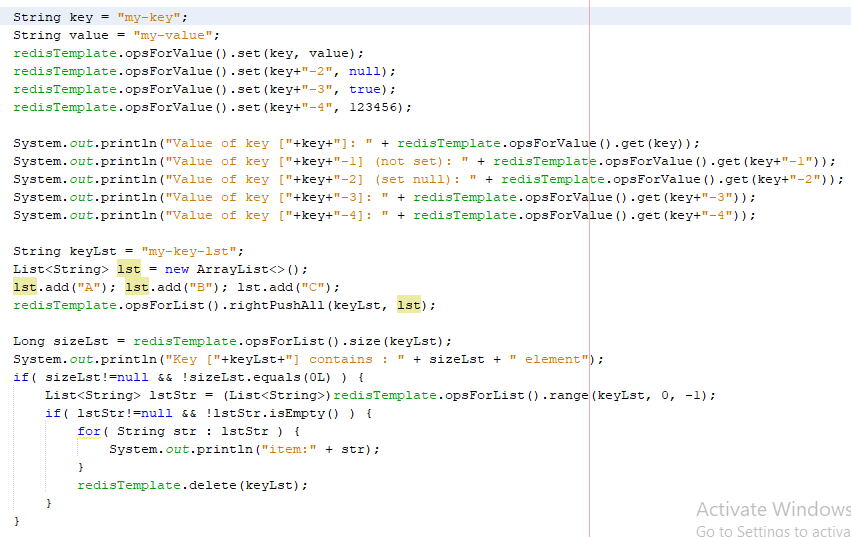 String key = "my-key";
String value = "my-value";
redisTemplate.opsForValue().set(key, value);
redisTemplate.opsForValue().set(key+"-2", null);
redisTemplate.opsForValue().set(key+"-3", true);
redisTemplate.opsForValue().set(key+"-4", 123456);
System.out.println("Value of key ["+key+"]: " + redisTemplate.opsForValue().get(key));
System.out.println("Value of key ["+key+"-1] (not set): " + redisTemplate.opsForValue().get(key+"-1"));
System.out.println("Value of key ["+key+"-2] (set null): " + redisTemplate.opsForValue().get(key+"-2"));
System.out.println("Value of key ["+key+"-3]: " + redisTemplate.opsForValue().get(key+"-3"));
System.out.println("Value of key ["+key+"-4]: " + redisTemplate.opsForValue().get(key+"-4"));
String keyLst = "my-key-lst";
List<String> lst = new ArrayList<>();
lst.add("A"); lst.add("B"); lst.add("C");
redisTemplate.opsForList().rightPushAll(keyLst, lst);
Long sizeLst = redisTemplate.opsForList().size(keyLst);
System.out.println("Key ["+keyLst+"] contains : " + sizeLst + " element");
if( sizeLst!=null && !sizeLst.equals(0L) ) {
List<String> lstStr = (List<String>)redisTemplate.opsForList().range(keyLst, 0, -1);
if( lstStr!=null && !lstStr.isEmpty() ) {
for( String str : lstStr ) {
System.out.println("item:" + str);
}
redisTemplate.delete(keyLst);
}
}
Activate Windows
Go to Settings to activa